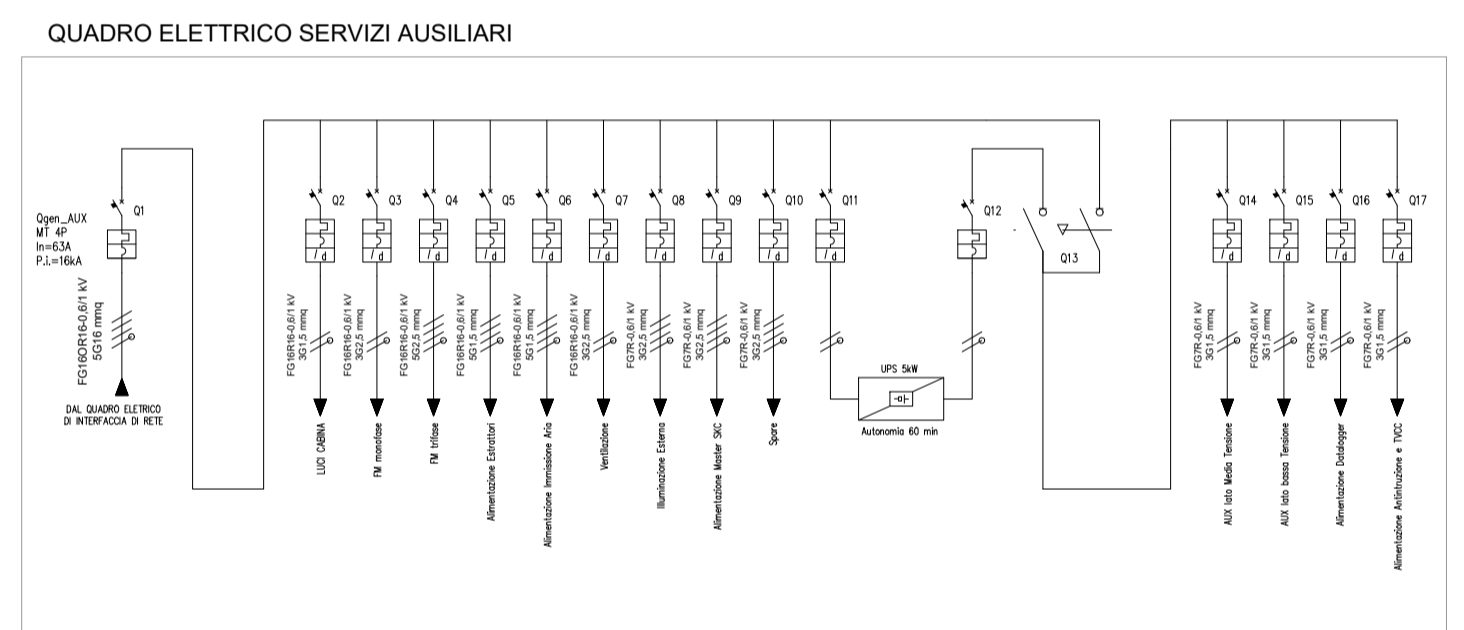 QUADRO ELETTRICO SERVIZI AUSILIARI
Q1
Qgen_AUX
MT 4P
In=63A
P.i.=16kA
FG16OR16-0,6/1 kV
5G16 mmq
DAL QUADRO ELETRICO
DI INTERFACCIA DI RETE
Q2
I d
FG16R16-0,6/1 kV
3G1,5 mmq
LUCI CABINA
Q3
I d
FG16R16-0,6/1 kV
3G2,5 mmq
FM monofase
Q4
I d
FG16R16-0,6/1 kV
5G2,5 mmq
FM trifase
Q5
I d
FG16R16-0,6/1 kV
5G1,5 mmq
Alimentazione Estrattori
Q6
I d
FG16R16-0,6/1 kV
5G1,5 mmq
Alimentazione Immissione Aria
Q7
I d
FG16R16-0,6/1 kV
3G2,5 mmq
Ventilazione
Q8
I d
FG7R-0,6/1 kV
3G2,5 mmq
Illuminazione Esterna
Q9
I d
FG7R-0,6/1 kV
3G2,5 mmq
Alimentazione Master SKC
Q10
I d
FG7R-0,6/1 kV
3G2,5 mmq
Spare
Q11
I d
UPS 5kW
Autonomia 60 min
Q12
Q13
Q14
I d
FG7R-0,6/1 kV
3G1,5 mmq
AUX lato Media Tensione
Q15
I d
FG7R-0,6/1 kV
3G1,5 mmq
AUX lato bassa Tensione
Q16
I d
FG7R-0,6/1 kV
3G1,5 mmq
Alimentazione Datalogger
Q17
I d
FG7R-0,6/1 kV
3G1,5 mmq
Alimentazione Antintruzione e TVCC